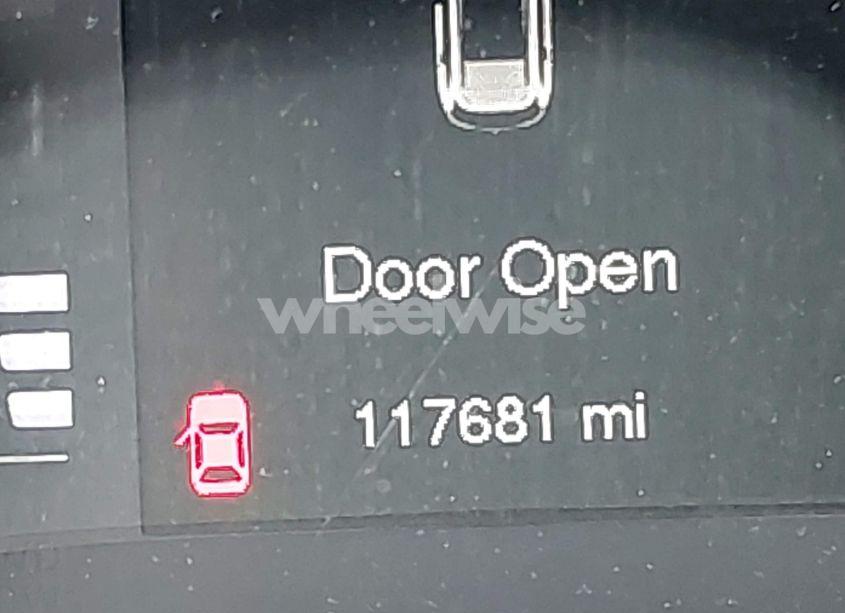 Door Open
wheelwise
117681 mi